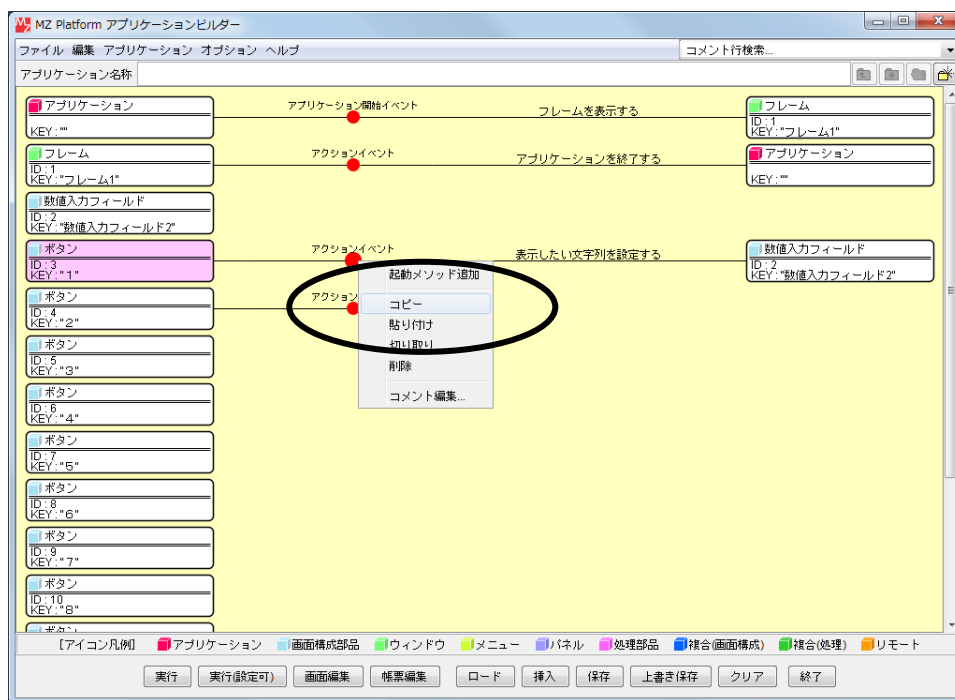 MZ Platform アプリケーションビルダー
ファイル 編集 アプリケーション オプション ヘルプ コメント行検索...
アプリケーション名称
アプリケーション アプリケーション開始イベント フレームを表示する フレーム
KEY:"" ID:1
KEY:"フレーム1"
フレーム アクションイベント アプリケーションを終了する アプリケーション
ID:1
KEY:"フレーム1" KEY:""
数値入力フィールド
ID:2
KEY:"数値入力フィールド2"
ボタン アクションイベント 表示したい文字列を設定する 数値入力フィールド
ID:3 ID:2
KEY:"1" KEY:"数値入力フィールド2"
起動メソッド追加
コピー
貼り付け
切り取り
削除
コメント編集...
ボタン アクション
ID:4
KEY:"2"
ボタン
ID:5
KEY:"3"
ボタン
ID:6
KEY:"4"
ボタン
ID:7
KEY:"5"
ボタン
ID:8
KEY:"6"
ボタン
ID:9
KEY:"7"
ボタン
ID:10
KEY:"8"
ボタン
[アイコン凡例] アプリケーション 画面構成部品 ウィンドウ メニュー パネル 処理部品 複合(画面構成) 複合(処理) リモート
実行 実行(設定可) 画面編集 帳票編集 ロード 挿入 保存 上書き保存 クリア 終了